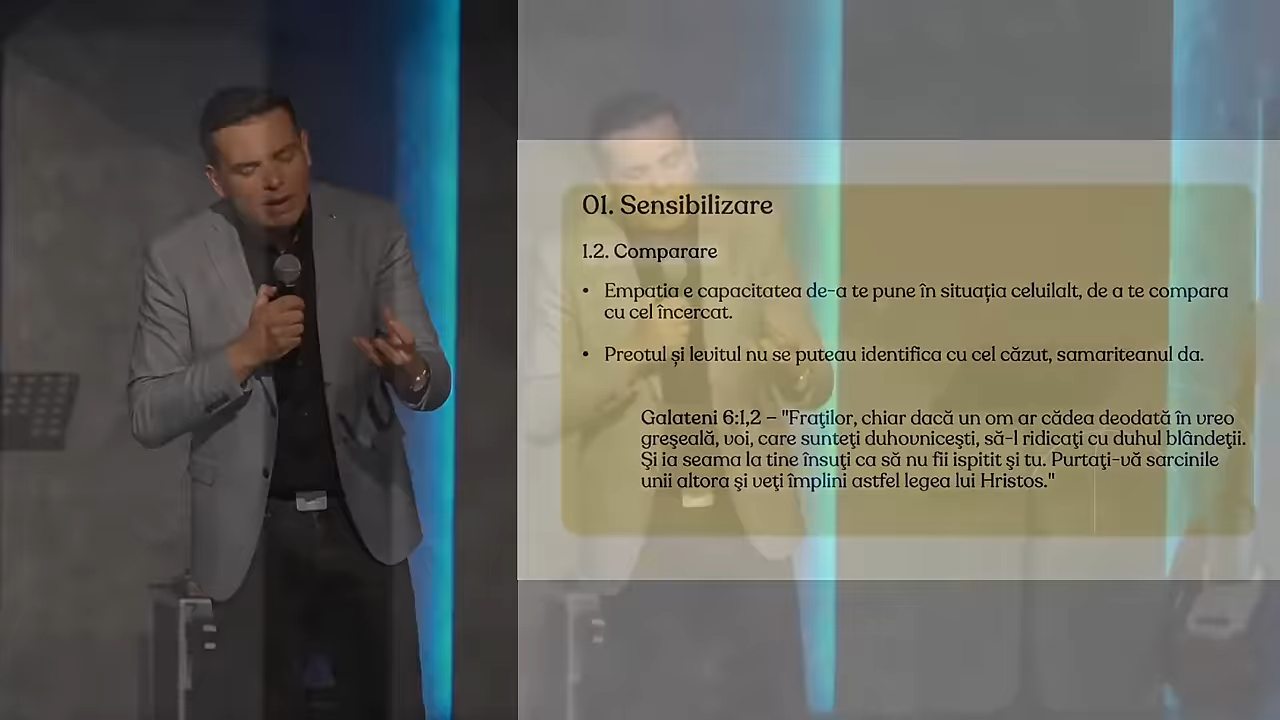 01. Sensibilizare
1.2. Comparare
• Empatia e capacitatea de-a te pune în situația celuilalt, de a te compara
cu cel încercat.
• Preotul și levitul nu se puteau identifica cu cel căzut, samariteanul da.
Galateni 6:1,2 – "Fraţilor, chiar dacă un om ar cădea deodată în vreo
greşeală, voi, care sunteţi duhovniceşti, să-l ridicaţi cu duhul blândeţii.
Şi ia seama la tine însuţi ca să nu fii ispitit şi tu. Purtaţi-vă sarcinile
unii altora şi veţi împlini astfel legea lui Hristos."